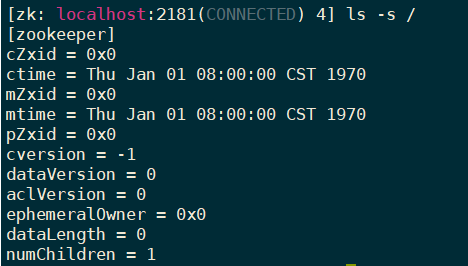 [zk: localhost:2181(CONNECTED) 4] ls -s /
[zookeeper]
cZxid = 0x0
ctime = Thu Jan 01 08:00:00 CST 1970
mZxid = 0x0
mtime = Thu Jan 01 08:00:00 CST 1970
pZxid = 0x0
cversion = -1
dataVersion = 0
aclVersion = 0
ephemeralOwner = 0x0
dataLength = 0
numChildren = 1